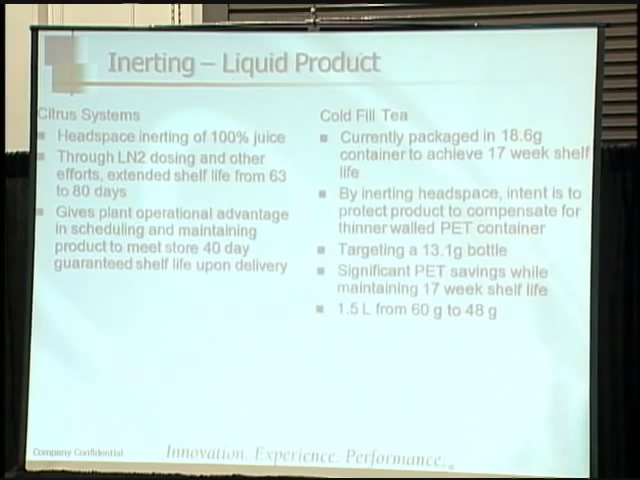 Inerting – Liquid Product
Citrus Systems
Headspace inerting of 100% juice
Through LN2 dosing and other
efforts, extended shelf life from 63
to 80 days
Gives plant operational advantage
in scheduling and maintaining
product to meet store 40 day
guaranteed shelf life upon delivery
Cold Fill Tea
Currently packaged in 18.6g
container to achieve 17 week shelf
life
By inerting headspace, intent is to
protect product to compensate for
thinner walled PET container
Targeting a 13.1g bottle
Significant PET savings while
maintaining 17 week shelf life
1.5 L from 60 g to 48 g
Company Confidential
Innovation. Experience. Performance.